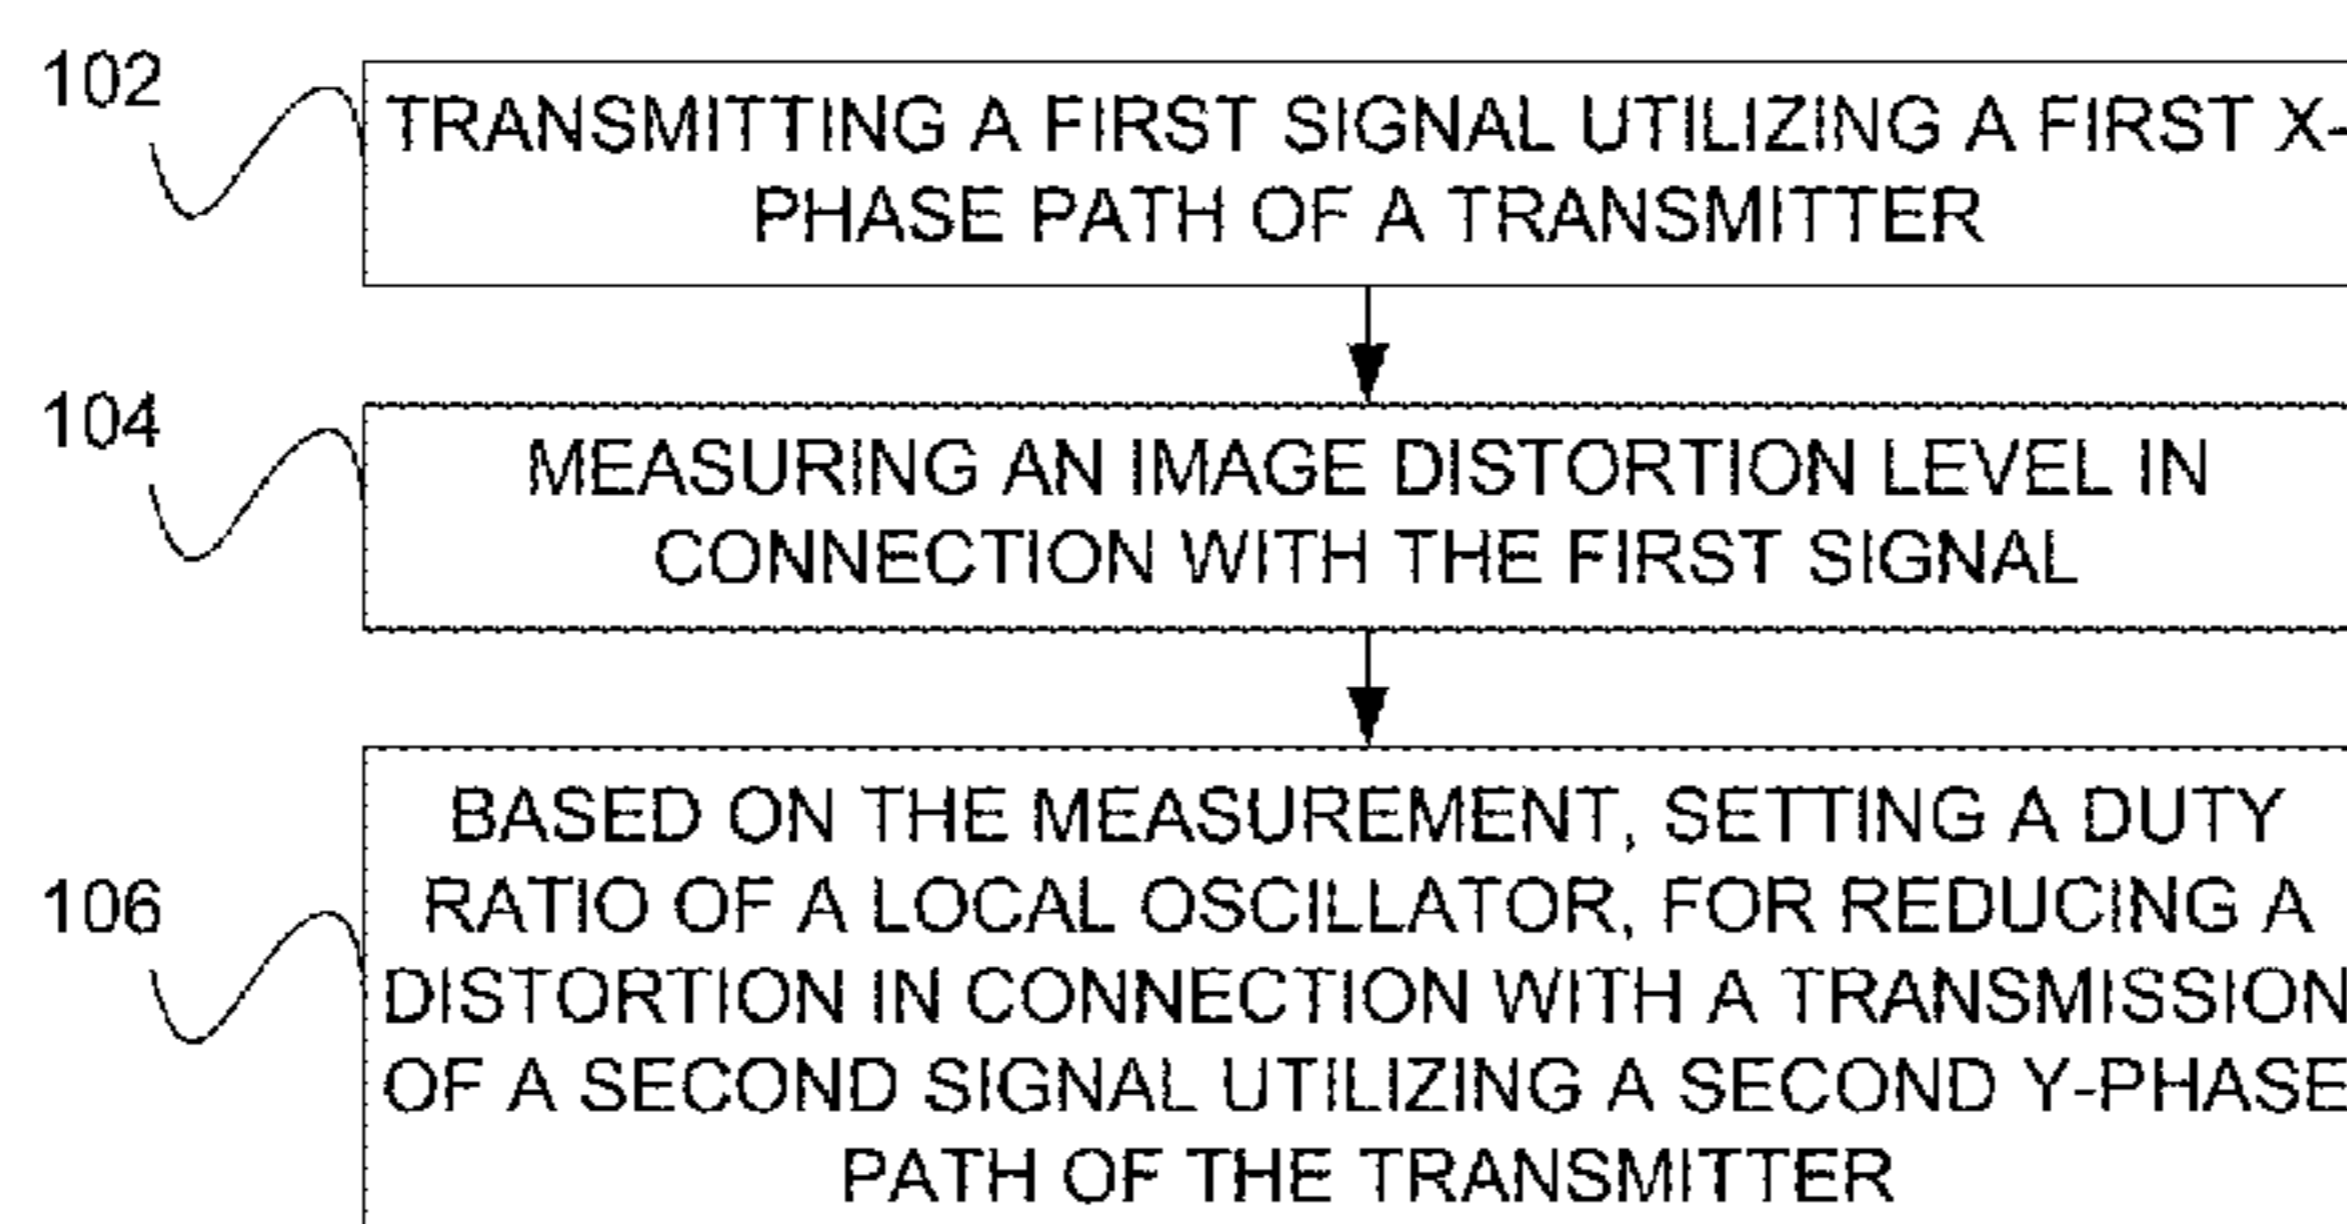 102
TRANSMITTING A FIRST SIGNAL UTILIZING A FIRST X-
PHASE PATH OF A TRANSMITTER
104
MEASURING AN IMAGE DISTORTION LEVEL IN
CONNECTION WITH THE FIRST SIGNAL
106
BASED ON THE MEASUREMENT, SETTING A DUTY
RATIO OF A LOCAL OSCILLATOR, FOR REDUCING A
DISTORTION IN CONNECTION WITH A TRANSMISSION
OF A SECOND SIGNAL UTILIZING A SECOND Y-PHASE
PATH OF THE TRANSMITTER